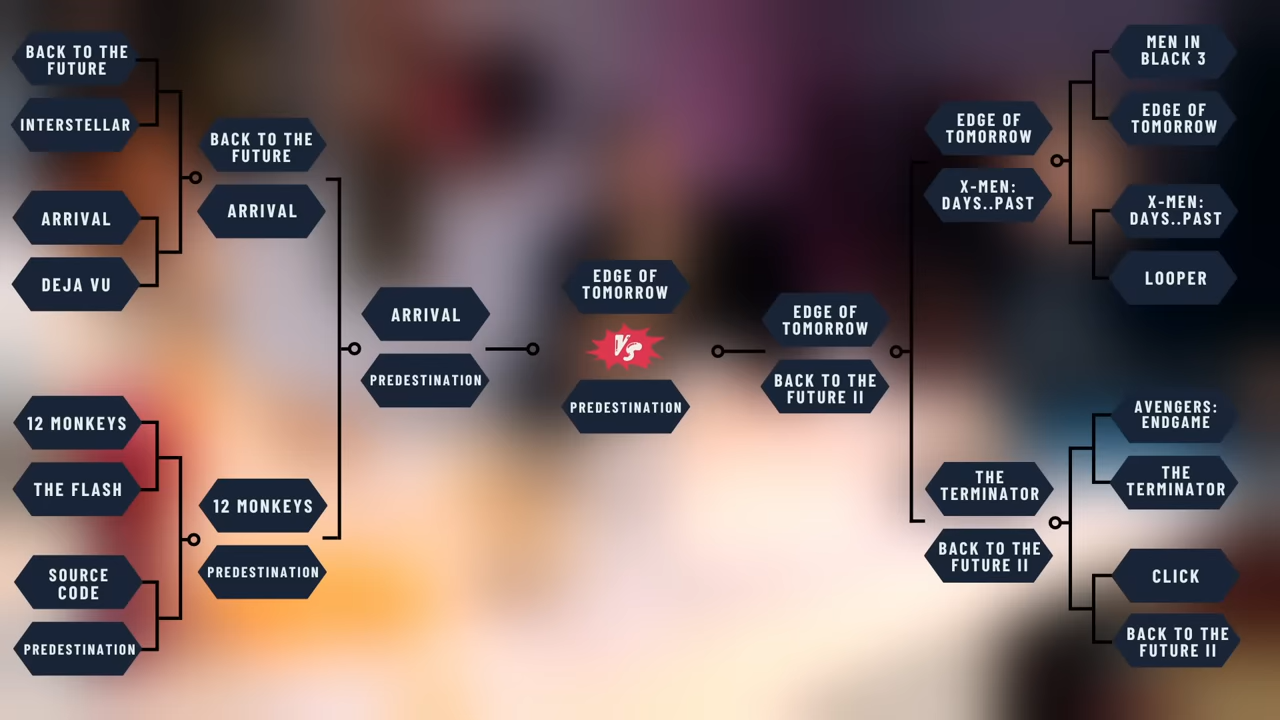 BACK TO THE
FUTURE
INTERSTELLAR
ARRIVAL
DEJA VU
12 MONKEYS
THE FLASH
SOURCE
CODE
PREDESTINATION
BACK TO THE
FUTURE
ARRIVAL
12 MONKEYS
PREDESTINATION
ARRIVAL
PREDESTINATION
EDGE OF
TOMORROW
VS
PREDESTINATION
EDGE OF
TOMORROW
BACK TO THE
FUTURE II
EDGE OF
TOMORROW
X-MEN:
DAYS..PAST
THE
TERMINATOR
BACK TO THE
FUTURE II
MEN IN
BLACK 3
EDGE OF
TOMORROW
X-MEN:
DAYS..PAST
LOOPER
AVENGERS:
ENDGAME
THE
TERMINATOR
CLICK
BACK TO THE
FUTURE II